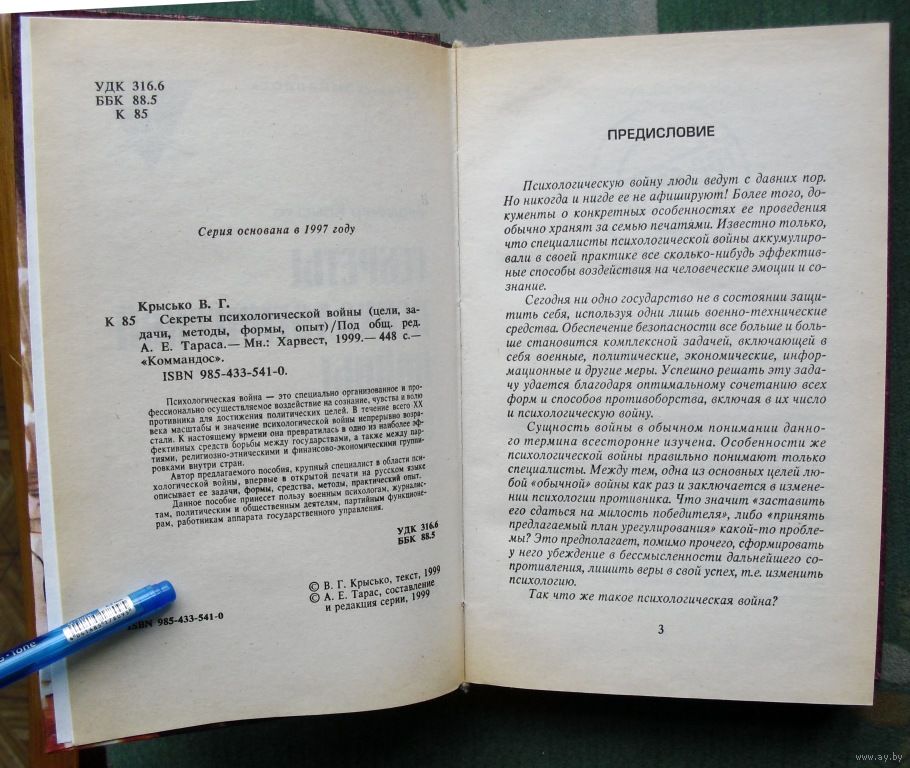 УДК 316.6
ББК 88.5
К 85
Серия основана в 1997 году
Крысько В. Г.
К 85 Секреты психологической войны (цели, за-
дачи, методы, формы, опыт)/Под общ. ред.
А. Е. Тараса.— Мн.: Харвест, 1999.— 448 с.—
«Коммандос».
ISBN 985-433-541-0.
Психологическая война — это специально организованное и про-
фессионально осуществляемое воздействие на сознание, чувства и волю
противника для достижения политических целей. В течение всего XX
века масштабы и значение психологической войны непрерывно возра-
стали. К настоящему времени она превратилась в одно из наиболее эф-
фективных средств борьбы между государствами, а также между пар-
тиями, религиозно-этническими и финансово-экономическими группи-
ровками внутри стран.
Автор предлагаемого пособия, крупный специалист в области пси-
хологической войны, впервые в открытой печати на русском языке
описывает ее задачи, формы, средства, методы, практический опыт.
Данное пособие принесет пользу военным психологам, журналис-
там, политическим и общественным деятелям, партийным функционе-
рам, работникам аппарата государственного управления.
УДК 316.6
ББК 88.5
© В. Г. Крысько, текст, 1999
© А. Е. Тарас, составление
и редакция серии, 1999
ISBN 985-433-541-0
ПРЕДИСЛОВИЕ
Психологическую войну люди ведут с давних пор.
Но никогда и нигде ее не афишируют! Более того, до-
кументы о конкретных особенностях ее проведения
обычно хранят за семью печатями. Известно только,
что специалисты психологической войны аккумулиро-
вали в своей практике все сколько-нибудь эффектив-
ные способы воздействия на человеческие эмоции и со-
знание.
Сегодня ни одно государство не в состоянии защи-
тить себя, используя одни лишь военно-технические
средства. Обеспечение безопасности все больше и боль-
ше становится комплексной задачей, включающей в
себя военные, политические, экономические, инфор-
мационные и другие меры. Успешно решать эту зада-
чу удается благодаря оптимальному сочетанию всех
форм и способов противоборства, включая в их число
и психологическую войну.
Сущность войны в обычном понимании данно-
го термина всесторонне изучена. Особенности же
психологической войны правильно понимают только
специалисты. Между тем, одна из основных целей лю-
бой «обычной» войны как раз и заключается в измене-
нии психологии противника. Что значит «заставить
его сдаться на милость победителя», либо «принять
предлагаемый план урегулирования» какой-то пробле-
мы? Это предполагает, помимо прочего, сформировать
у него убеждение в бессмысленности дальнейшего со-
противления, лишить веры в свой успех, т.е. изменить
психологию.
Так что же такое психологическая война?
3
www.ay.by